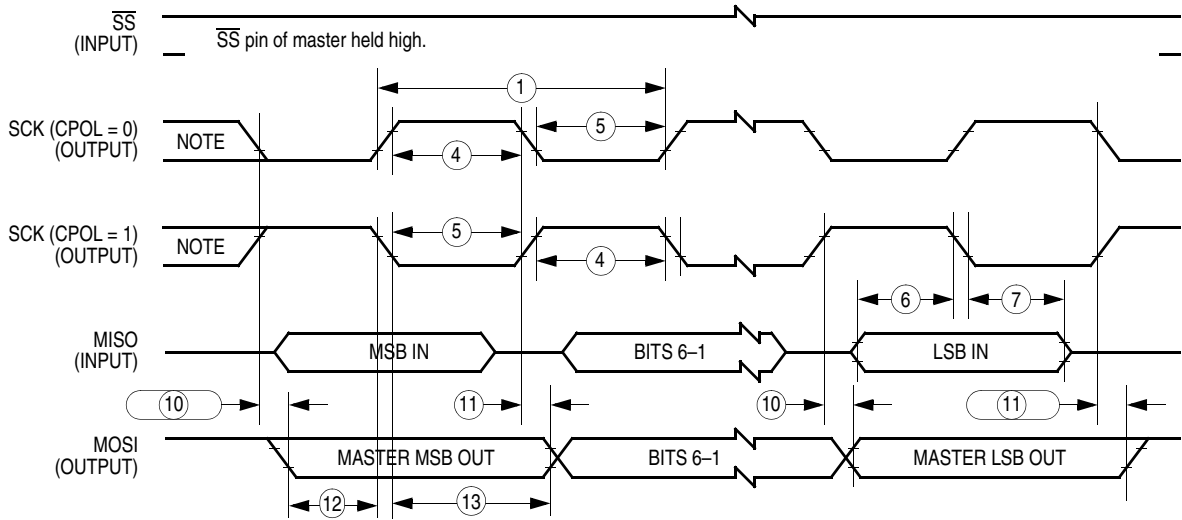 SS
(INPUT)
SS pin of master held high.
1
SCK (CPOL = 0)
(OUTPUT)
NOTE
5
4
SCK (CPOL = 1)
(OUTPUT)
NOTE
5
4
6
7
MISO
(INPUT)
MSB IN
BITS 6–1
LSB IN
10
11
10
11
MOSI
(OUTPUT)
MASTER MSB OUT
BITS 6–1
MASTER LSB OUT
12
13